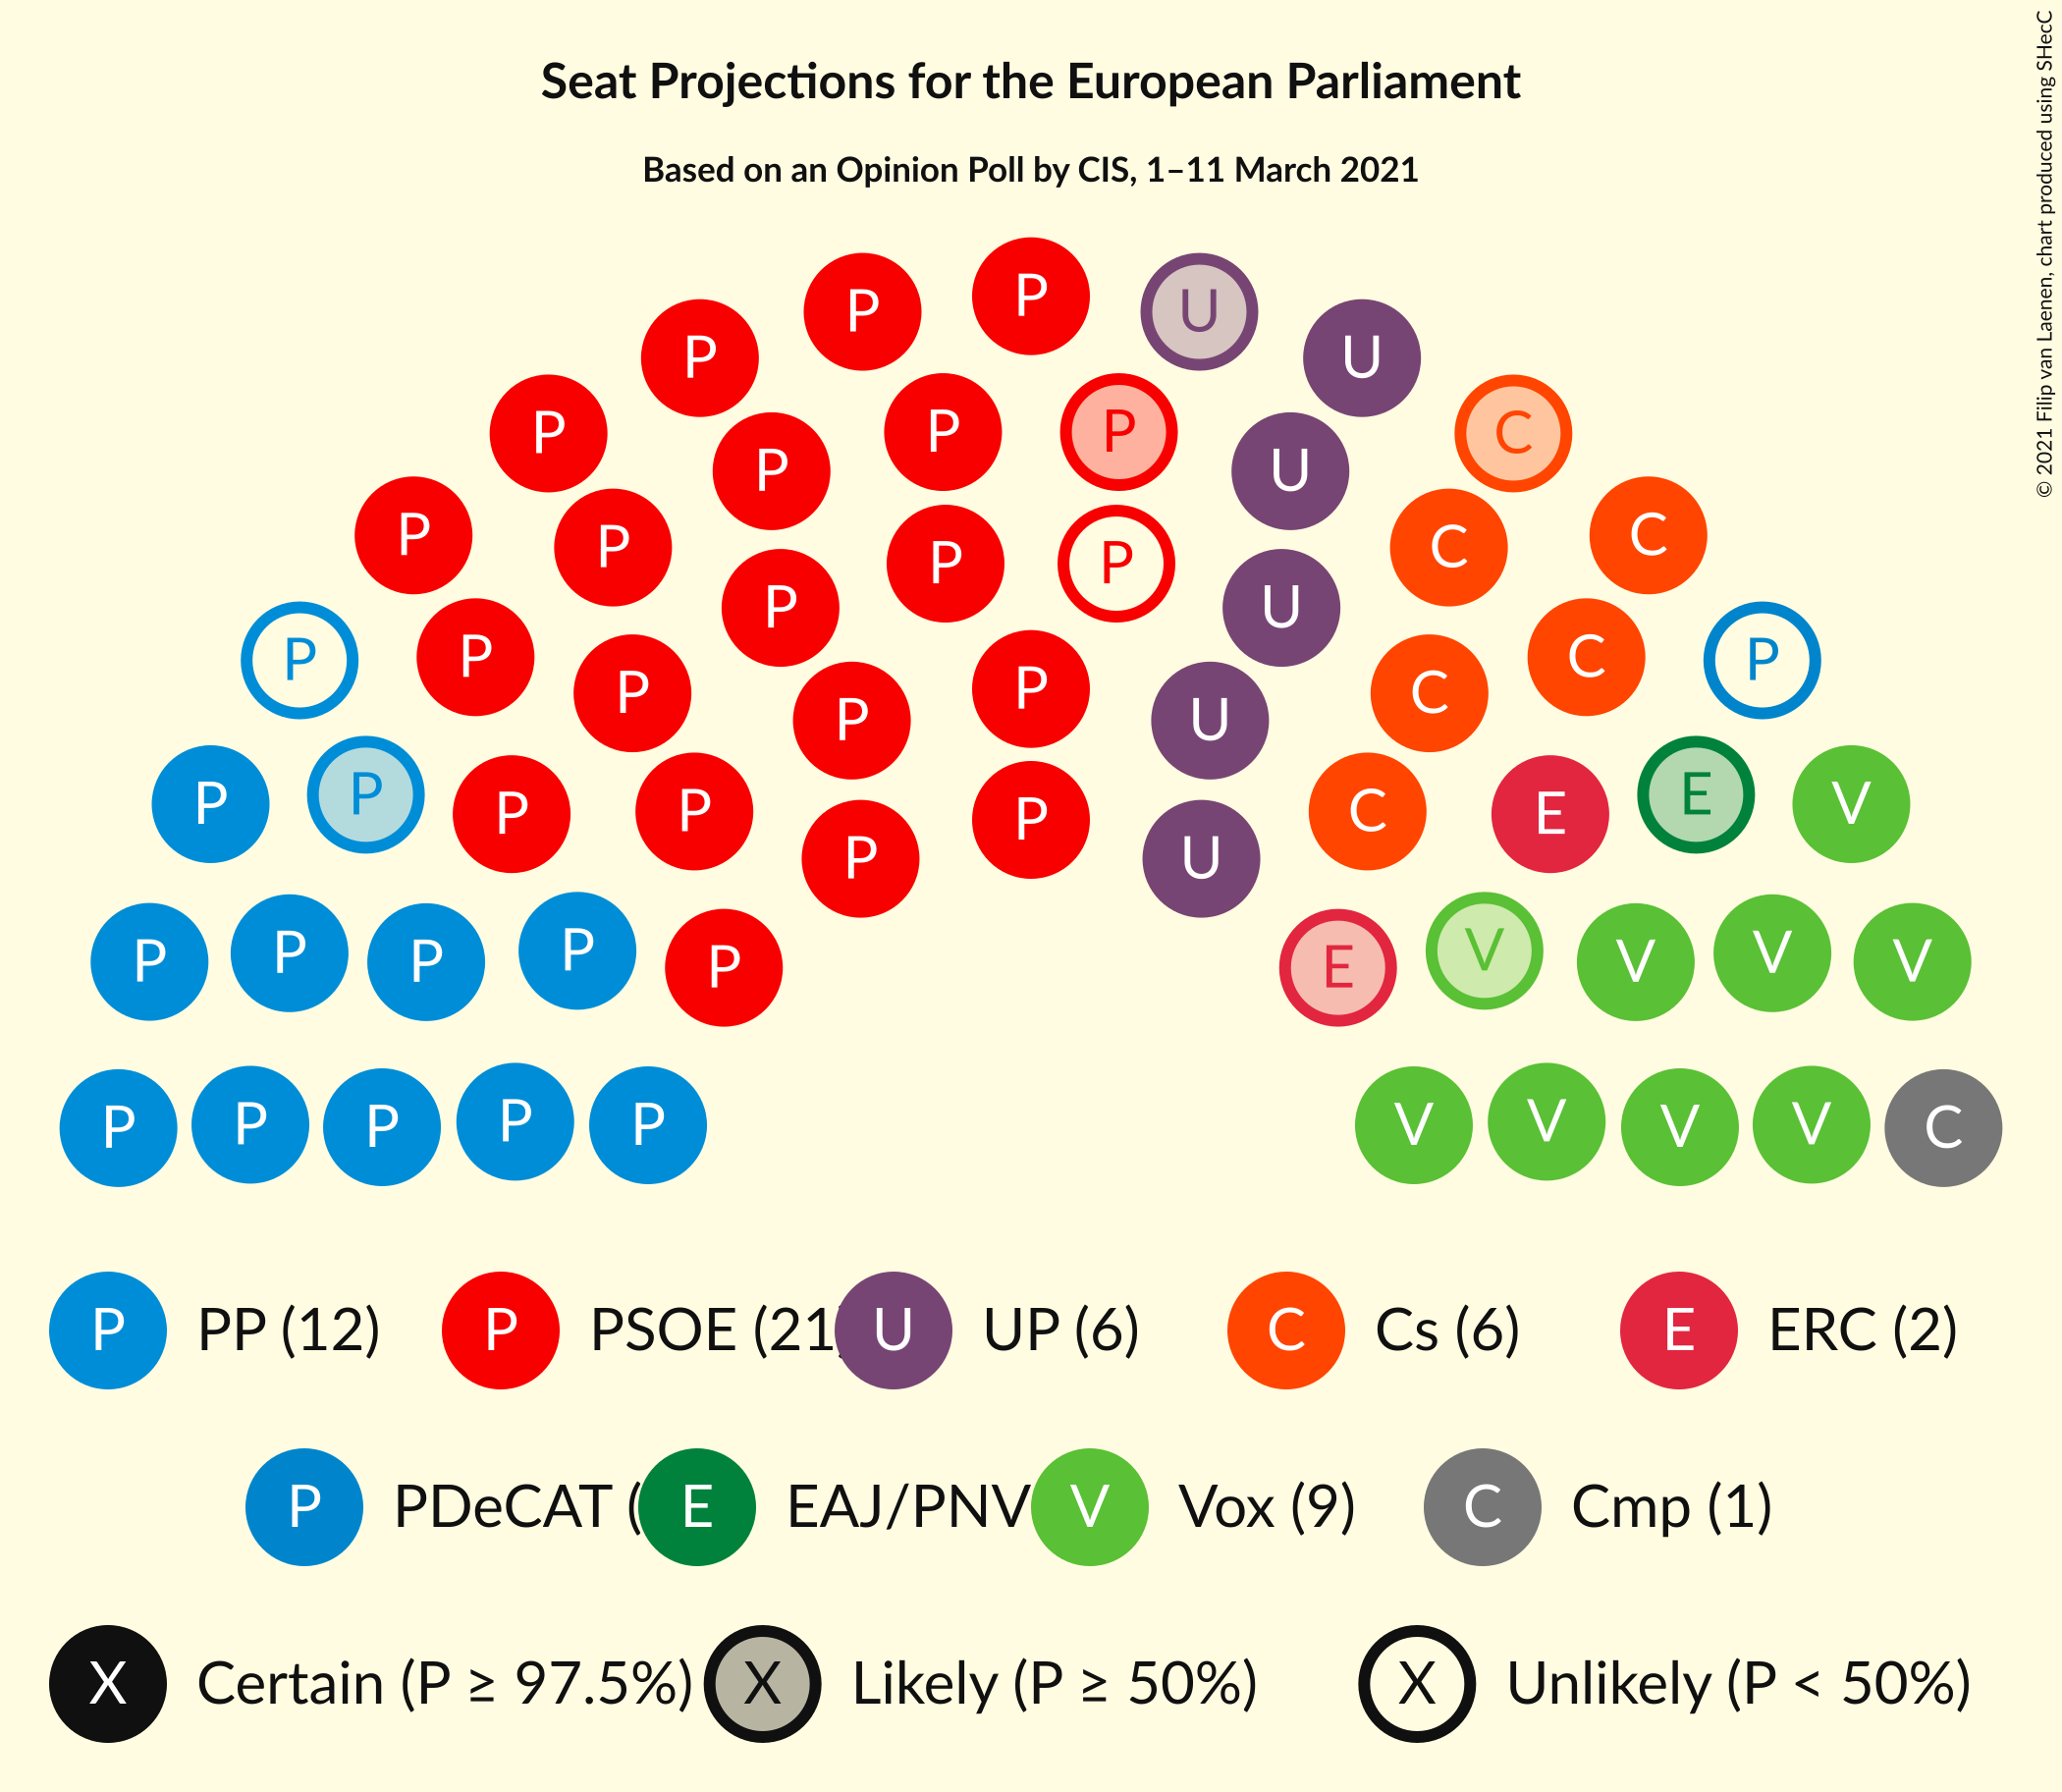 Seat Projections for the European Parliament
Based on an Opinion Poll by CIS, 1–11 March 2021
© 2021 Filip van Laenen, chart produced using SHecC
P P P U U
P P P P U C
P P P P P U C C
P P P P P U C C P
P P P P P P U C E E V
P P P P P E V V V V
P P P P P V V V V C
P PP (12) P PSOE (21 U UP (6) C Cs (6) E ERC (2)
P PDeCAT ( E EAJ/PNV V Vox (9) C Cmp (1)
X Certain (P ≥ 97.5%) X Likely (P ≥ 50%) X Unlikely (P < 50%)